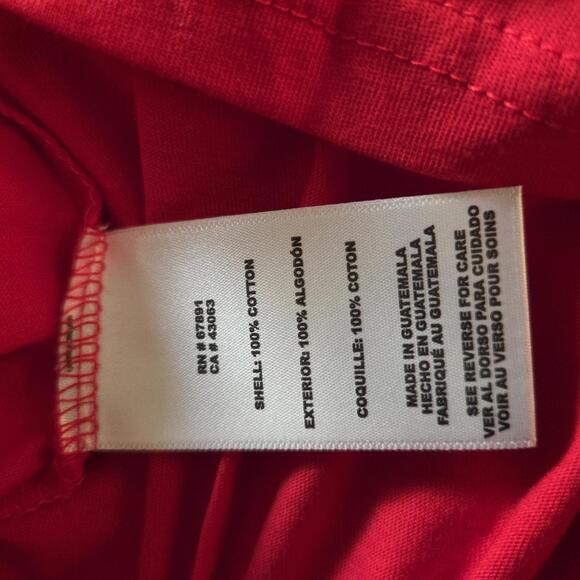 RN # 67891
CA # 43063
SHELL: 100% COTTON
EXTERIOR: 100% ALGODÓN
COQUILLE: 100% COTON
MADE IN GUATEMALA
HECHO EN GUATEMALA
FABRIQUÉ AU GUATEMALA
SEE REVERSE FOR CARE
VER AL DORSO PARA CUIDADO
VOIR AU VERSO POUR SOINS